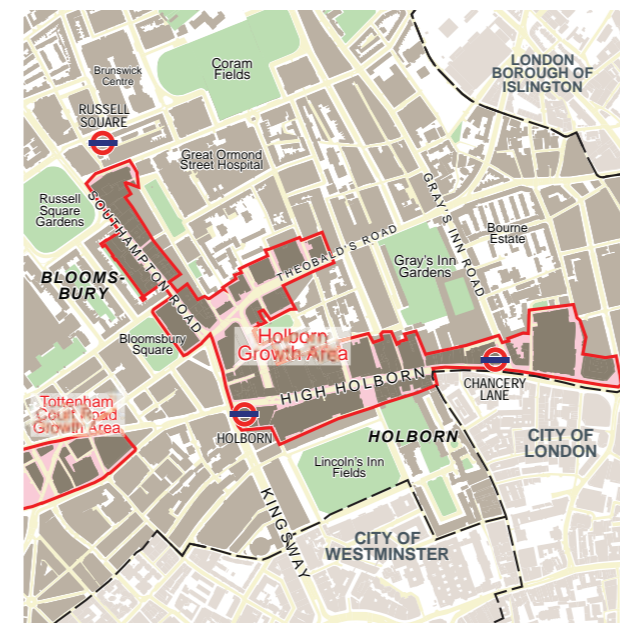 Coram
Fields
LONDON
BOROUGH OF
ISLINGTON
Brunswick
Centre
RUSSELL
SQUARE
Great Ormond
Street Hospital
Russell
Square
Gardens
SOUTHAMPTON ROAD
GRAY'S INN ROAD
Bourne
Estate
THEOBALD'S ROAD
Gray's Inn
Gardens
BLOOMS-
BURY
Bloomsbury
Square
Holborn
Growth Area
HIGH HOLBORN
CHANCERY
LANE
Tottenham
Court Road
Growth Area
HOLBORN
HOLBORN
CITY OF
LONDON
Lincoln's Inn
Fields
KINGSWAY
CITY OF
WESTMINSTER